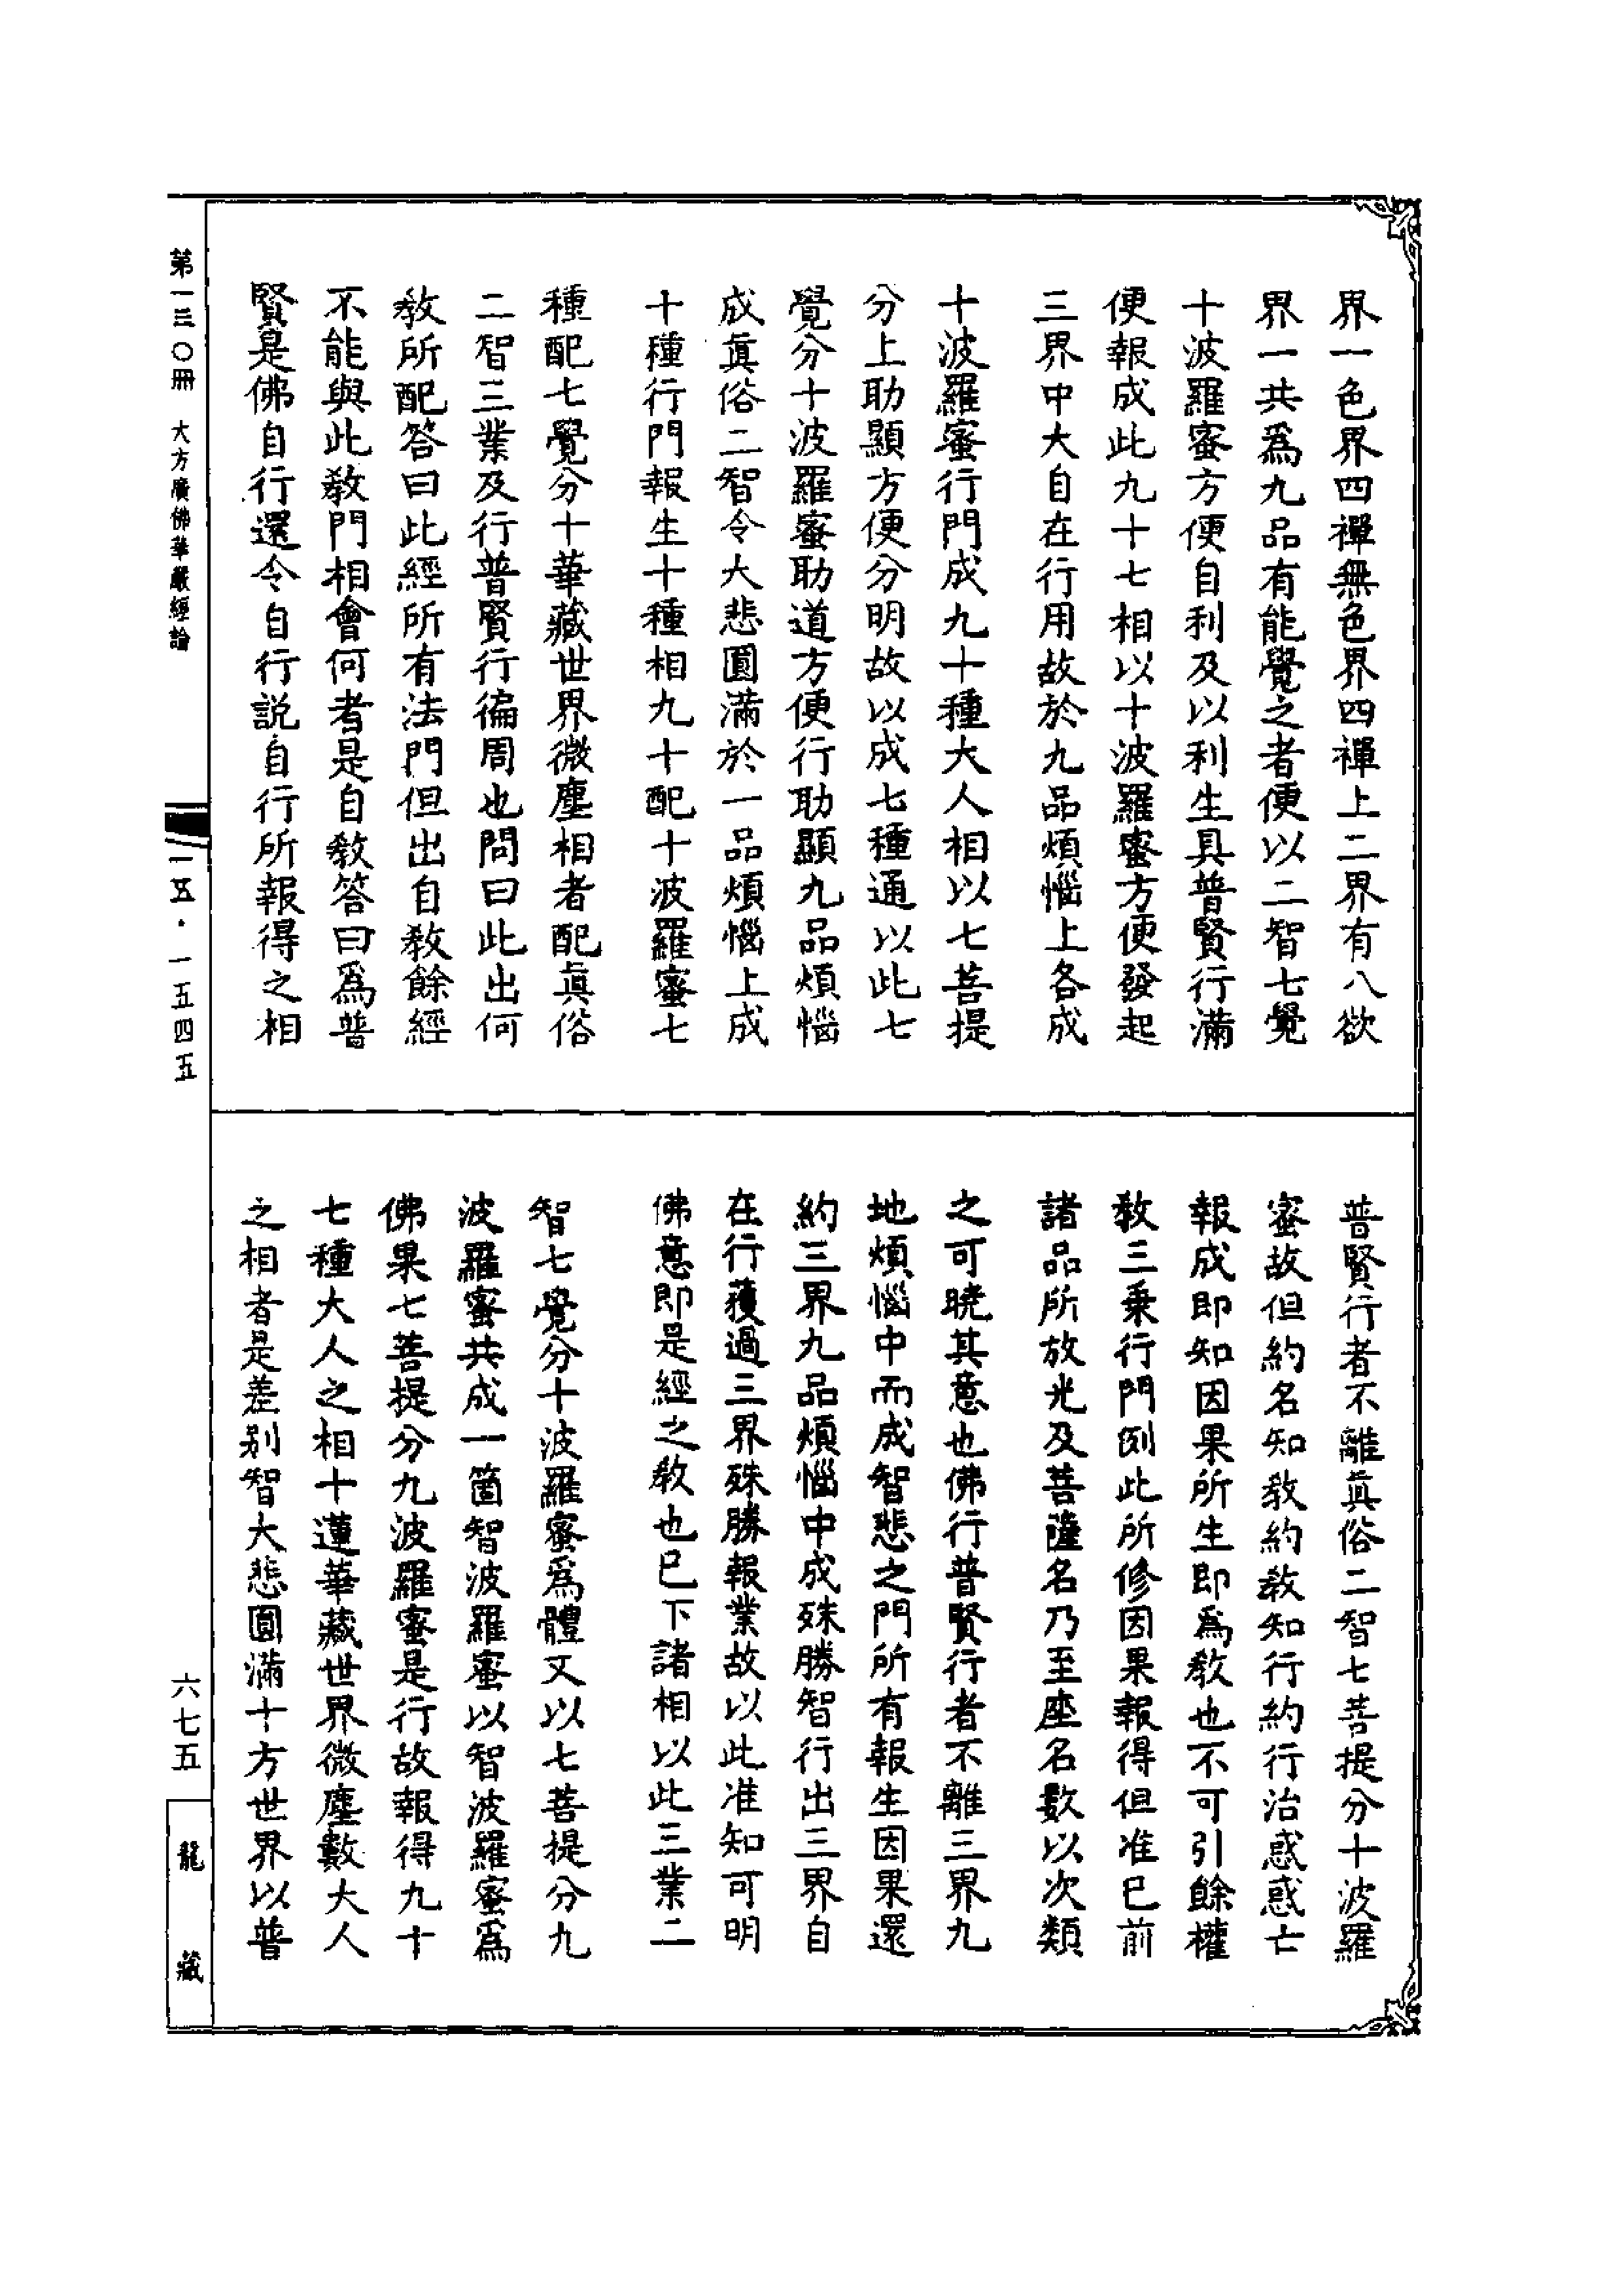 界一色界四禪無色界四禪上二界有八欲
界一共爲九品有能覺之者便以二智七覺
十波羅蜜方便自利及以利生具普賢行滿
便報成此九十七相以十波羅蜜方便發起
三界中大自在行用故於九品煩惱上各成
十波羅蜜行門成九十種大人相以七菩提
分上助顯方便分明故以成七種通以此七
覺分十波羅蜜助道方便行助顯九品煩惱
成眞俗二智令大悲圓滿於一品煩惱上成
十種行門報生十種相九十配十波羅蜜七
種配七覺分十華藏世界微塵相者配眞俗
二智三業及行普賢行徧周也問曰此出何
敎所配答曰此經所有法門但出自敎餘經
不能與此敎門相會何者是自敎答曰爲普
賢是佛自行還令自行説自行所報得之相
普賢行者不離眞俗二智七菩提分十波羅
蜜故但約名知敎約敎知行約行治惑惑亡
報成即知因果所生即爲敎也不可引餘權
敎三乗行門例此所修因果報得但准已前
諸品所放光及菩薩名乃至座名數以次類
之可曉其意也佛行普賢行者不離三界九
地煩惱中而成智悲之門所有報生因果還
約三界九品煩惱中成殊勝智行出三界自
在行獲過三界殊勝報業故以此准知可明
佛意即是經之敎也已下諸相以此三業二
智七覺分十波羅蜜爲體又以七菩提分九
波羅蜜共成一箇智波羅蜜以智波羅蜜爲
佛果七菩提分九波羅蜜是行故報得九十
七種大人之相十蓮華藏世界微塵數大人
之相者是差别智大悲圓滿十方世界以普
第一三〇冊　大方廣佛華嚴經論
一五·一五四五
六七五
龍藏